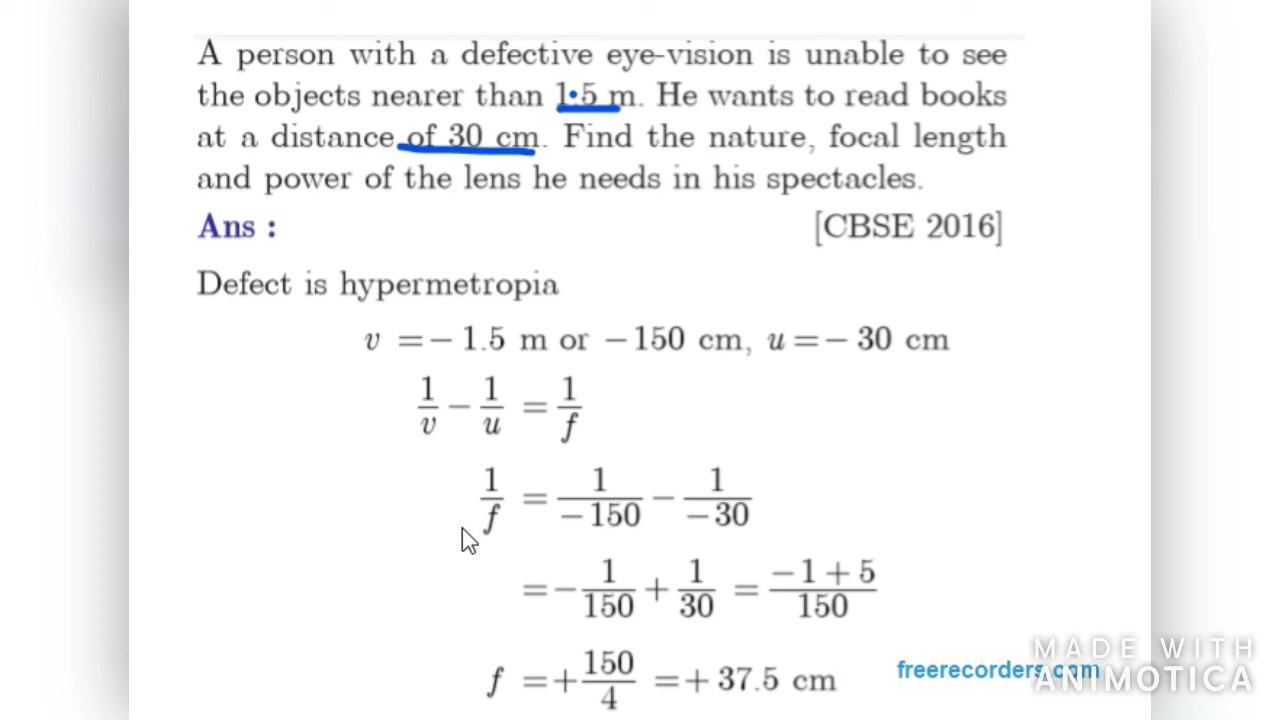 A person with a defective eye-vision is unable to see
the objects nearer than 1·5 m. He wants to read books
at a distance of 30 cm. Find the nature, focal length
and power of the lens he needs in his spectacles.
Ans : [CBSE 2016]
Defect is hypermetropia
v = − 1.5 m or −150 cm, u = − 30 cm
1/v − 1/u = 1/f
1/f = 1/−150 − 1/−30
= − 1/150 + 1/30 = −1 + 5/150
f = + 150/4 = + 37.5 cm
freerecorders.com
MADE WITH
ANIMOTICA